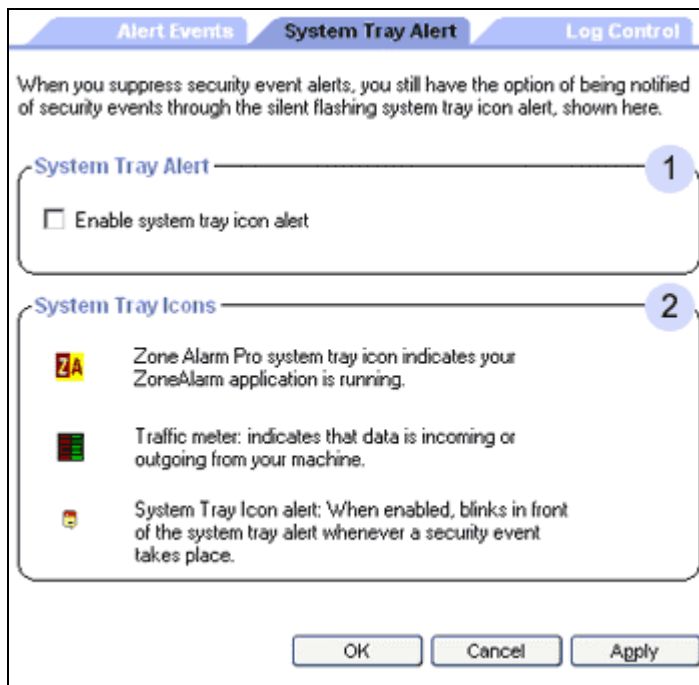 Alert Events System Tray Alert Log Control
When you suppress security event alerts, you still have the option of being notified
of security events through the silent flashing system tray icon alert, shown here.
System Tray Alert 1
Enable system tray icon alert
System Tray Icons 2
ZA Zone Alarm Pro system tray icon indicates your
ZoneAlarm application is running.
Traffic meter: indicates that data is incoming or
outgoing from your machine.
System Tray Icon alert: When enabled, blinks in front
of the system tray alert whenever a security event
takes place.
OK Cancel Apply